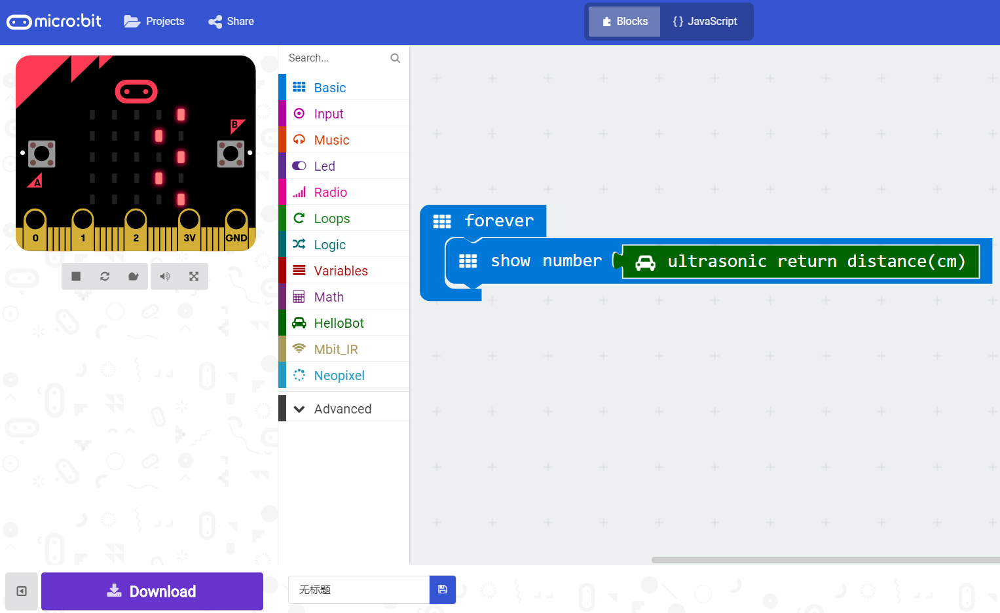 micro:bit
Projects
Share
Blocks
{ } JavaScript
Search...
Basic
Input
Music
Led
Radio
Loops
Logic
Variables
Math
HelloBot
Mbit_IR
Neopixel
Advanced
B
A
0 1 2 3V GND
forever
show number ultrasonic return distance(cm)
Download
无标题